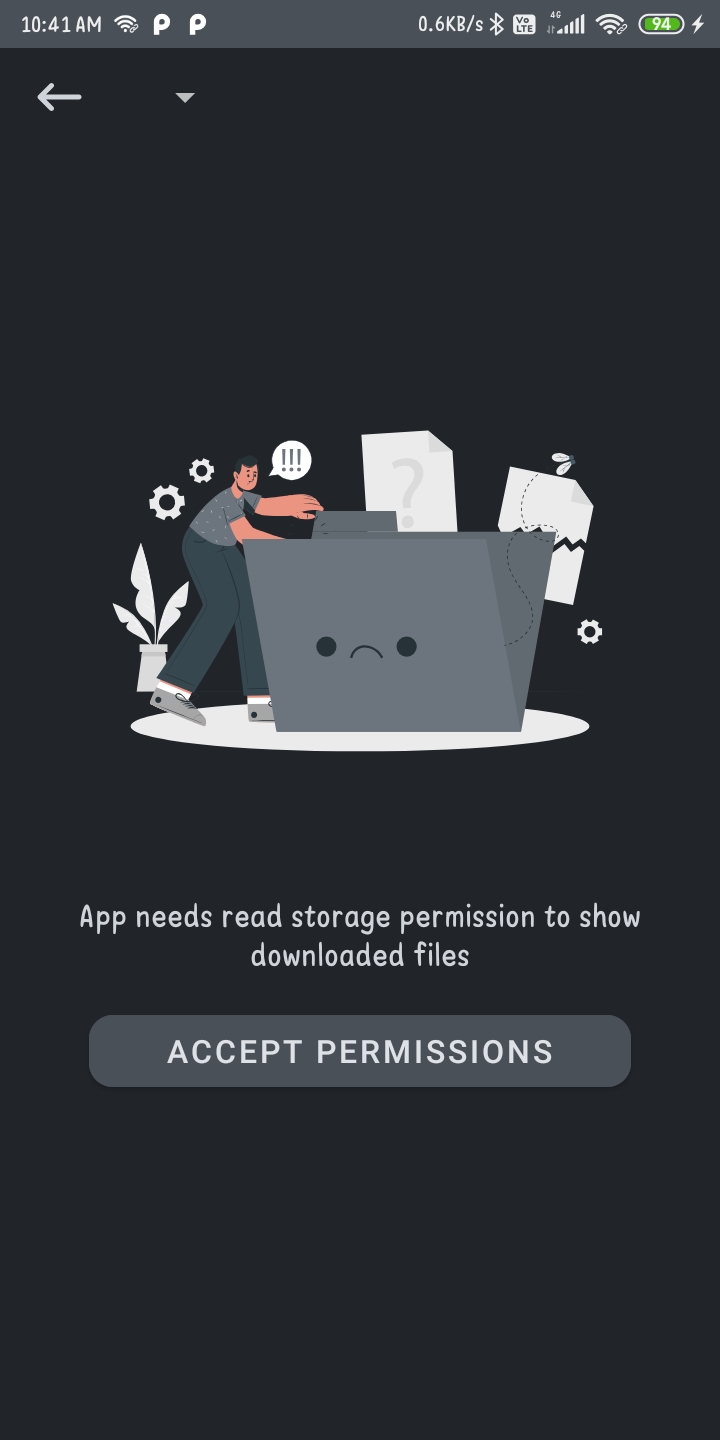 10:41 AM
0.6KB/s
Vo LTE
4G
94
!!!
?
App needs read storage permission to show
downloaded files
ACCEPT PERMISSIONS